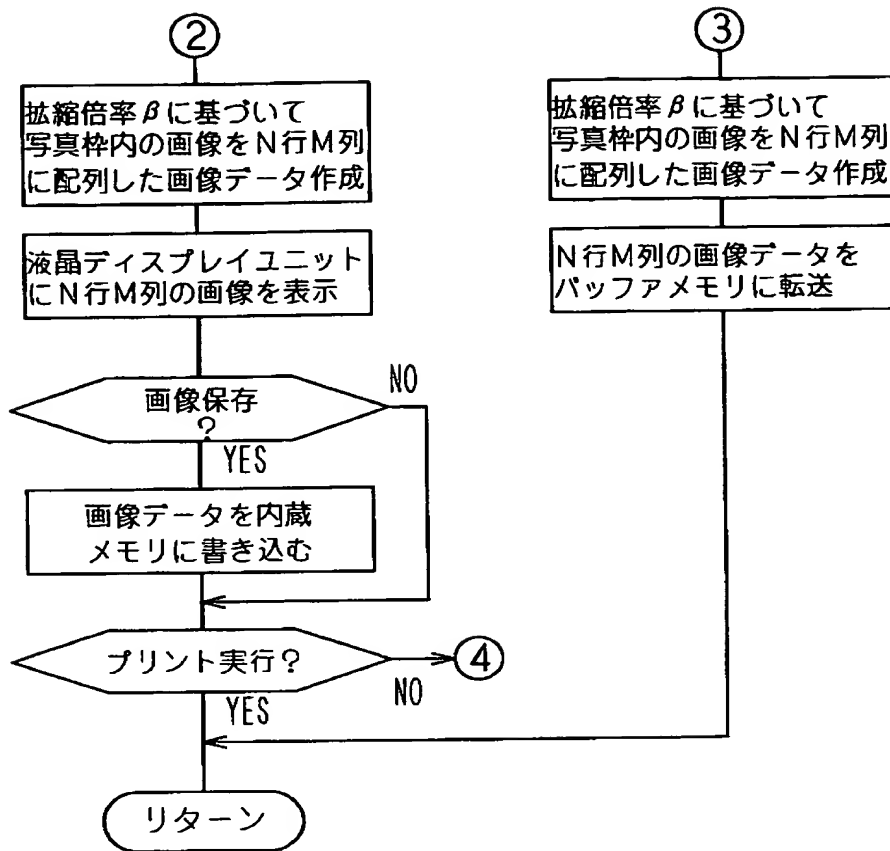 ②
拡縮倍率βに基づいて
写真枠内の画像をN行M列
に配列した画像データ作成
液晶ディスプレイユニット
にN行M列の画像を表示
画像保存
?
NO
YES
画像データを内蔵
メモリに書き込む
プリント実行?
④
NO
YES
リターン
③
拡縮倍率βに基づいて
写真枠内の画像をN行M列
に配列した画像データ作成
N行M列の画像データを
バッファメモリに転送